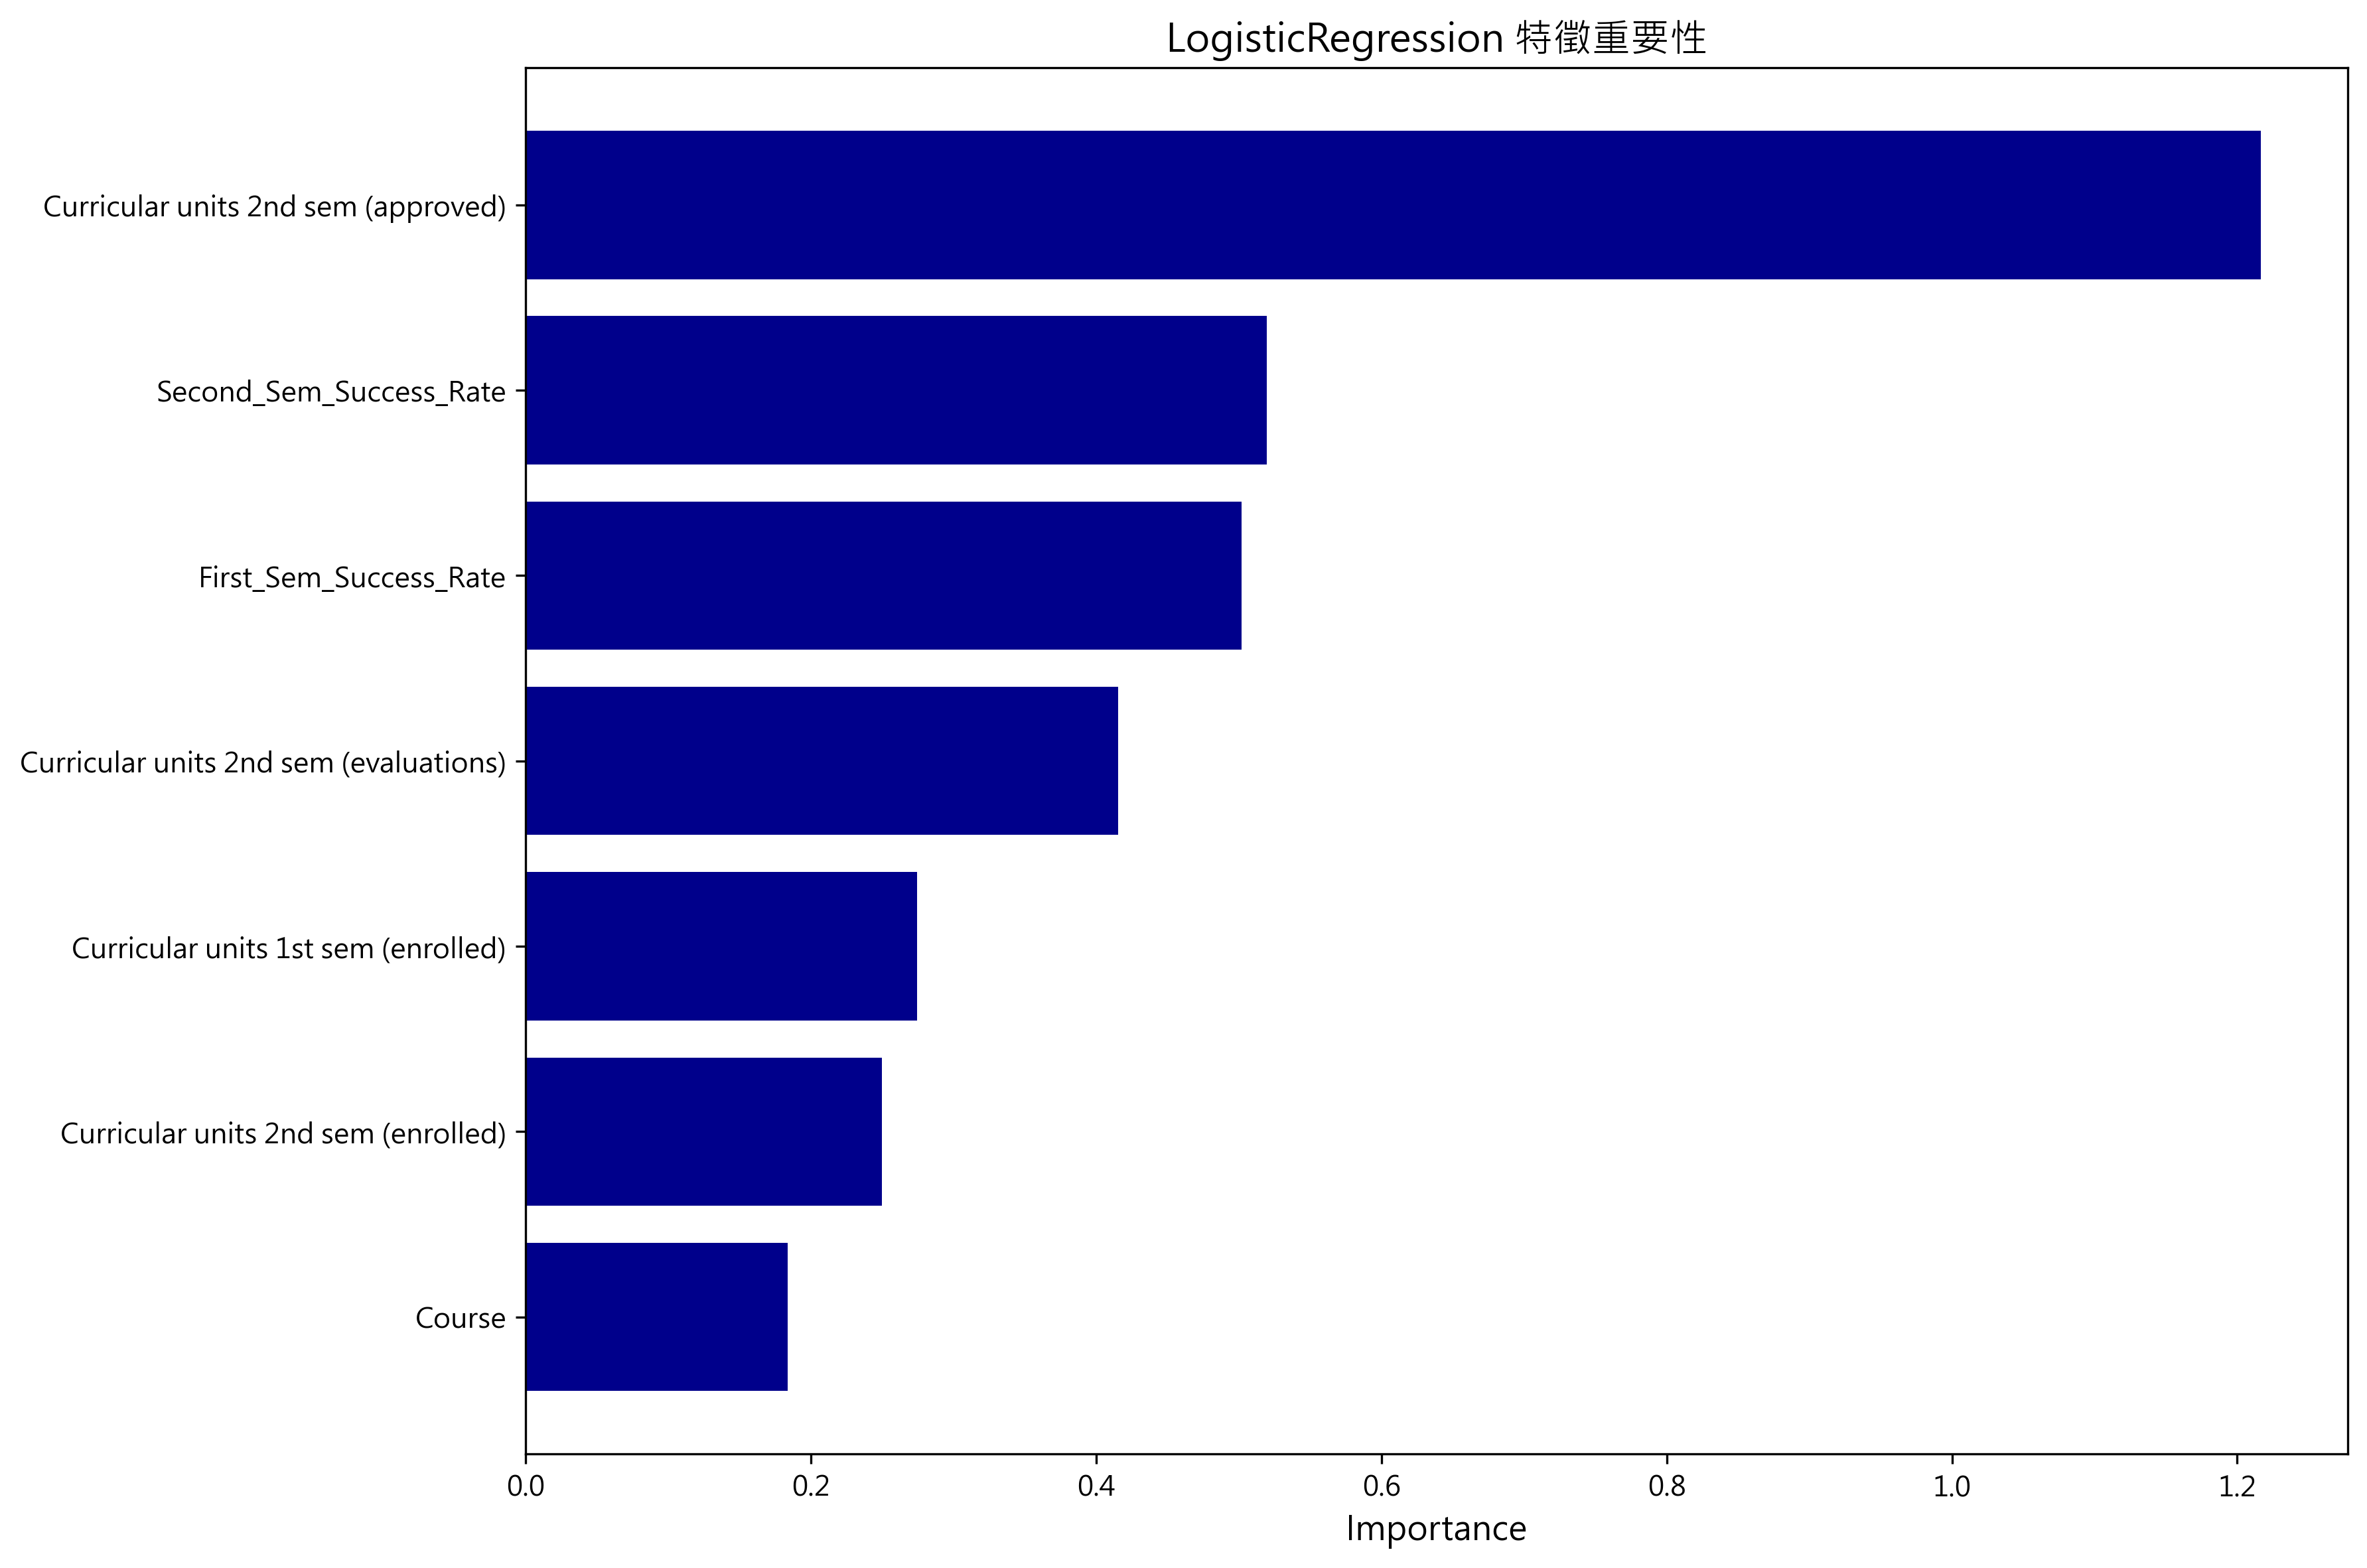 LogisticRegression 特徵重要性
Curricular units 2nd sem (approved)
Second_Sem_Success_Rate
First_Sem_Success_Rate
Curricular units 2nd sem (evaluations)
Curricular units 1st sem (enrolled)
Curricular units 2nd sem (enrolled)
Course
0.0 0.2 0.4 0.6 0.8 1.0 1.2
Importance